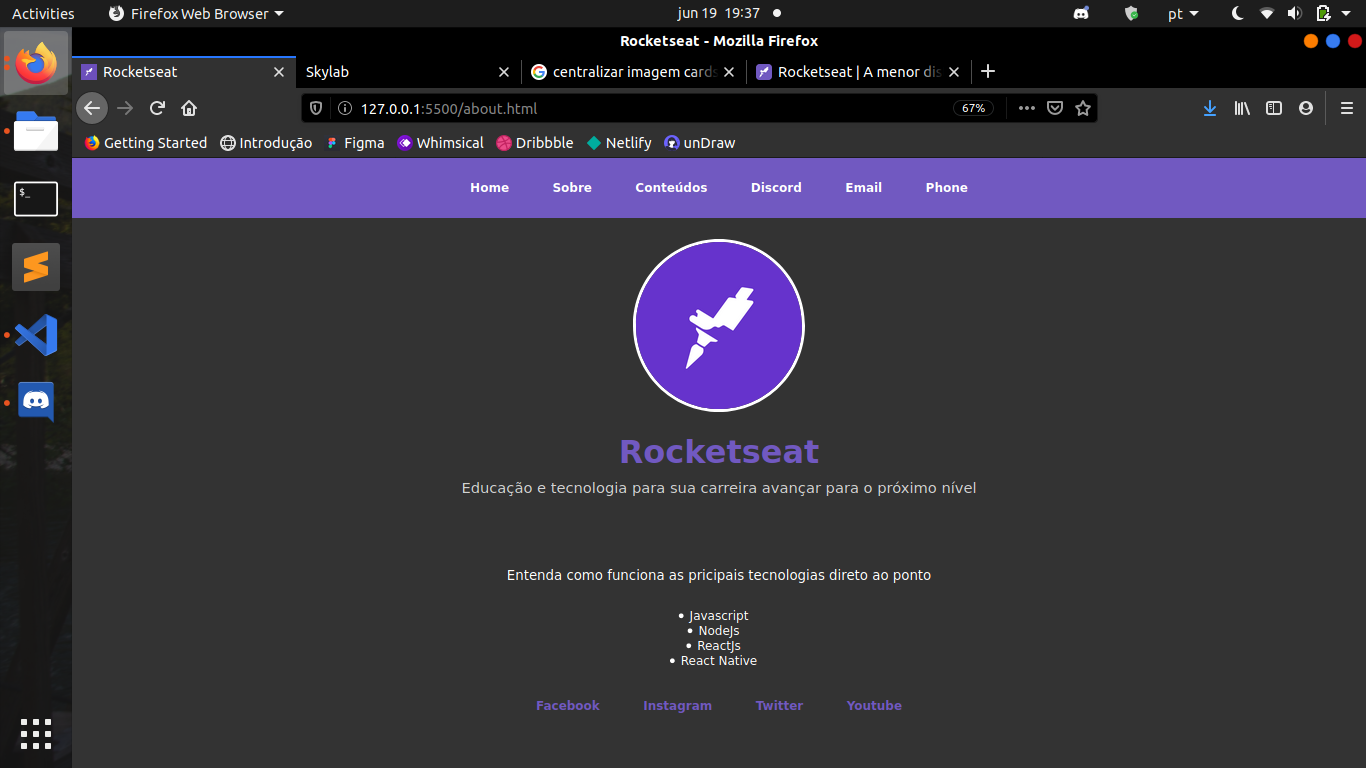 Activities Firefox Web Browser jun 19 19:37 pt
Rocketseat - Mozilla Firefox
Rocketseat Skylab centralizar imagem cards Rocketseat | A menor dis
127.0.0.1:5500/about.html 67%
Getting Started Introdução Figma Whimsical Dribbble Netlify unDraw
Home Sobre Conteúdos Discord Email Phone
Rocketseat
Educação e tecnologia para sua carreira avançar para o próximo nível
Entenda como funciona as pricipais tecnologias direto ao ponto
• Javascript
• NodeJs
• ReactJs
• React Native
Facebook Instagram Twitter Youtube